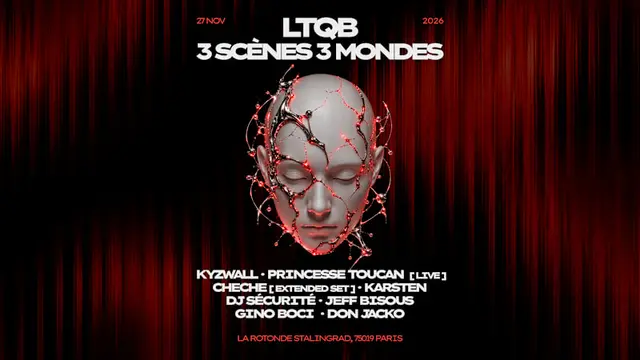 27 NOV
2026
LTQB
3 SCÈNES 3 MONDES
KYZWALL • PRINCESSE TOUCAN [ LIVE ]
CHECHE [ EXTENDED SET ] • KARSTEN
DJ SÉCURITÉ • JEFF BISOUS
GINO BOCI • DON JACKO
LA ROTONDE STALINGRAD, 75019 PARIS